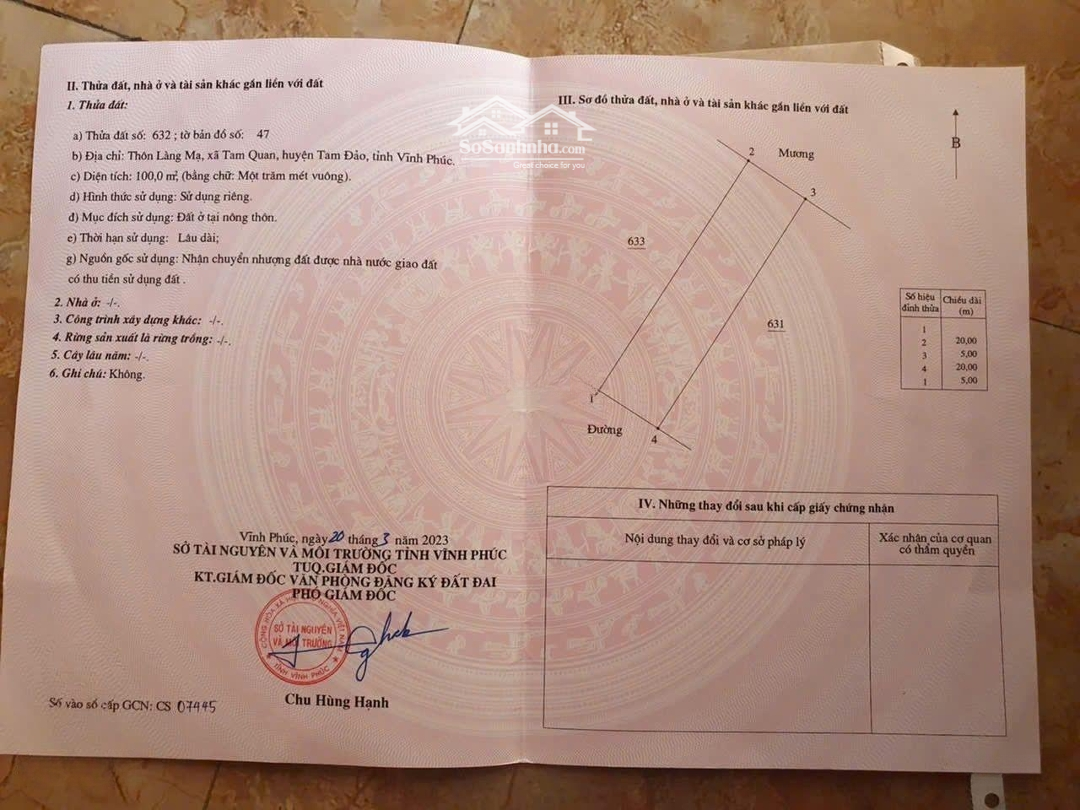 II. Thửa đất, nhà ở và tài sản khác gắn liền với đất
1. Thửa đất:
a) Thửa đất số: 632 ; tờ bản đồ số: 47
b) Địa chỉ: Thôn Làng Mạ, xã Tam Quan, huyện Tam Đảo, tỉnh Vĩnh Phúc.
c) Diện tích: 100,0 m², (bằng chữ: Một trăm mét vuông).
d) Hình thức sử dụng: Sử dụng riêng.
đ) Mục đích sử dụng: Đất ở tại nông thôn.
e) Thời hạn sử dụng: Lâu dài;
g) Nguồn gốc sử dụng: Nhận chuyển nhượng đất được nhà nước giao đất
có thu tiền sử dụng đất .
2. Nhà ở: -/-.
3. Công trình xây dựng khác: -/-.
4. Rừng sản xuất là rừng trồng: -/-.
5. Cây lâu năm: -/-.
6. Ghi chú: Không.
Vĩnh Phúc, ngày 20 tháng 3 năm 2023
SỞ TÀI NGUYÊN VÀ MÔI TRƯỜNG TỈNH VĨNH PHÚC
TUQ.GIÁM ĐỐC
KT.GIÁM ĐỐC VĂN PHÒNG ĐĂNG KÝ ĐẤT ĐAI
PHÓ GIÁM ĐỐC
SỞ TÀI NGUYÊN
VÀ MÔI TRƯỜNG
TỈNH VĨNH PHÚC
Chu Hùng Hạnh
Số vào sổ cấp GCN: CS 07445
SoSanhnha.com
Great choice for you
III. Sơ đồ thửa đất, nhà ở và tài sản khác gắn liền với đất
B
2
Mương
3
633
631
1
Đường
4
Số hiệu đỉnh thửa Chiều dài (m)
1
2 20,00
3 5,00
4 20,00
1 5,00
IV. Những thay đổi sau khi cấp giấy chứng nhận
Nội dung thay đổi và cơ sở pháp lý
Xác nhận của cơ quan
có thẩm quyền